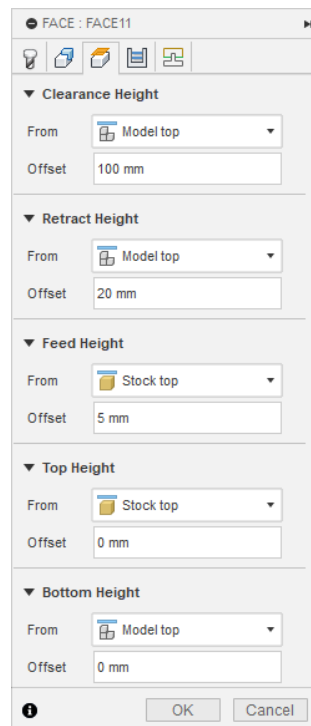 FACE : FACE11
Clearance Height
From Model top
Offset 100 mm
Retract Height
From Model top
Offset 20 mm
Feed Height
From Stock top
Offset 5 mm
Top Height
From Stock top
Offset 0 mm
Bottom Height
From Model top
Offset 0 mm
OK Cancel